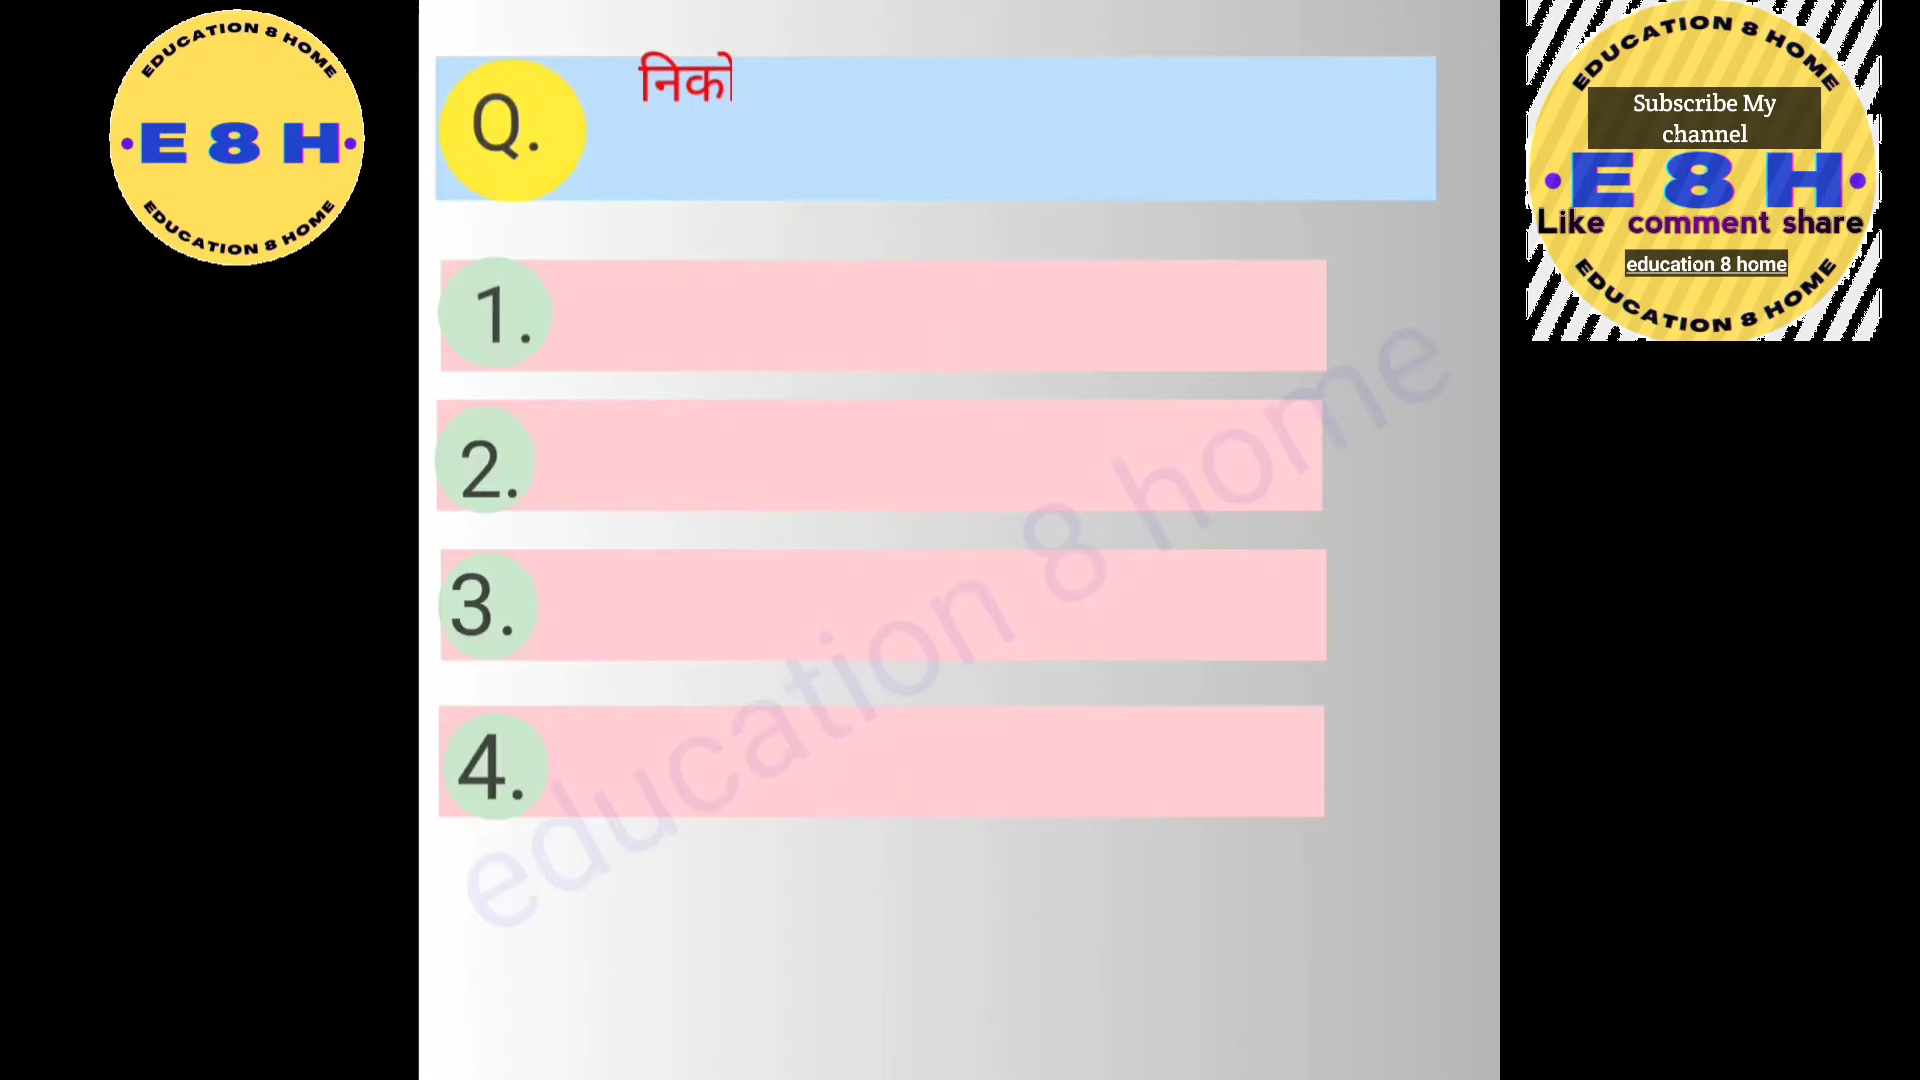 EDUCATION 8 HOME
E 8 H
EDUCATION 8 HOME
Q.
1.
2.
3.
4.
education 8 home
EDUCATION 8 HOME
Subscribe My
channel
E 8 H
Like comment share
education 8 home
EDUCATION 8 HOME